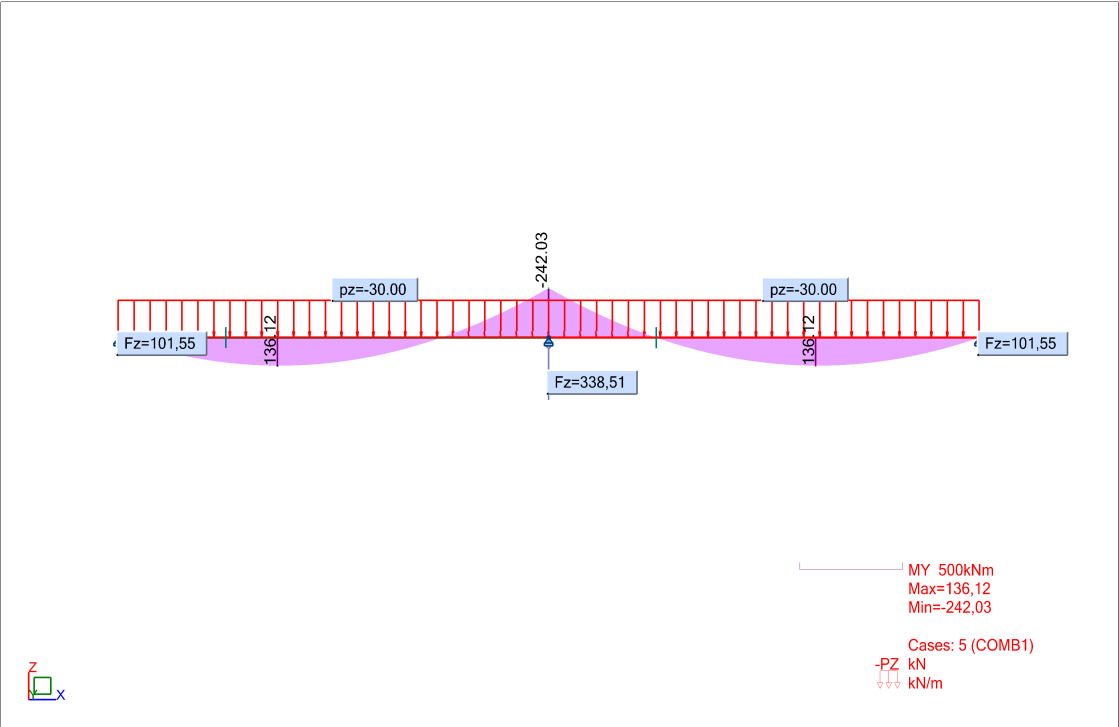 -242.03
pz=-30.00
pz=-30.00
136,12
136,12
Fz=101,55
Fz=101,55
Fz=338,51
MY 500kNm
Max=136,12
Min=-242,03
Cases: 5 (COMB1)
-PZ kN
kN/m
Z
Y
X